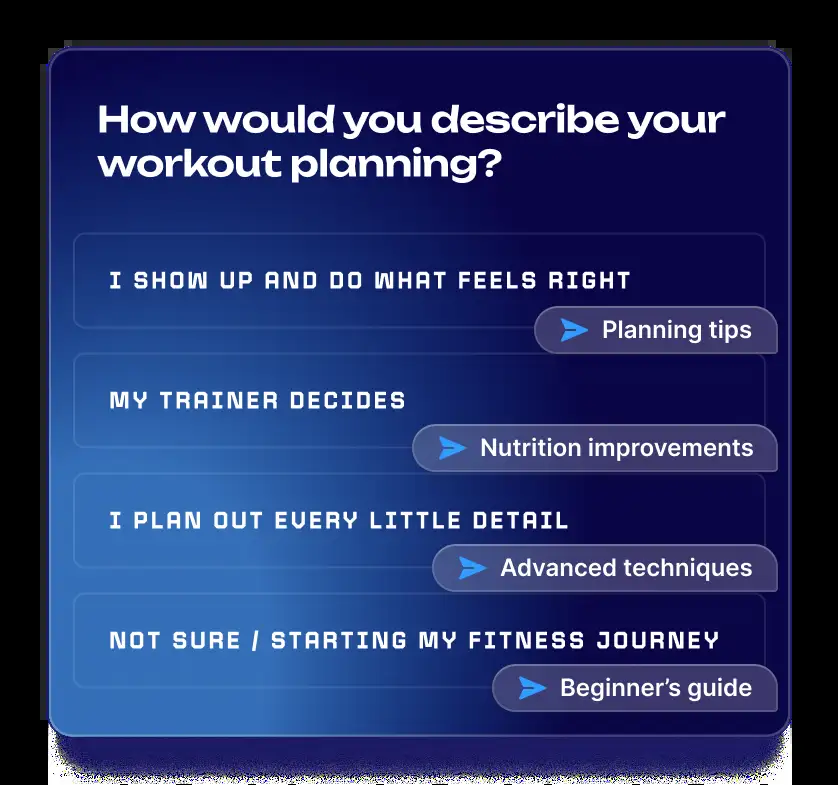 How would you describe your
workout planning?
I SHOW UP AND DO WHAT FEELS RIGHT
Planning tips
MY TRAINER DECIDES
Nutrition improvements
I PLAN OUT EVERY LITTLE DETAIL
Advanced techniques
NOT SURE / STARTING MY FITNESS JOURNEY
Beginner’s guide